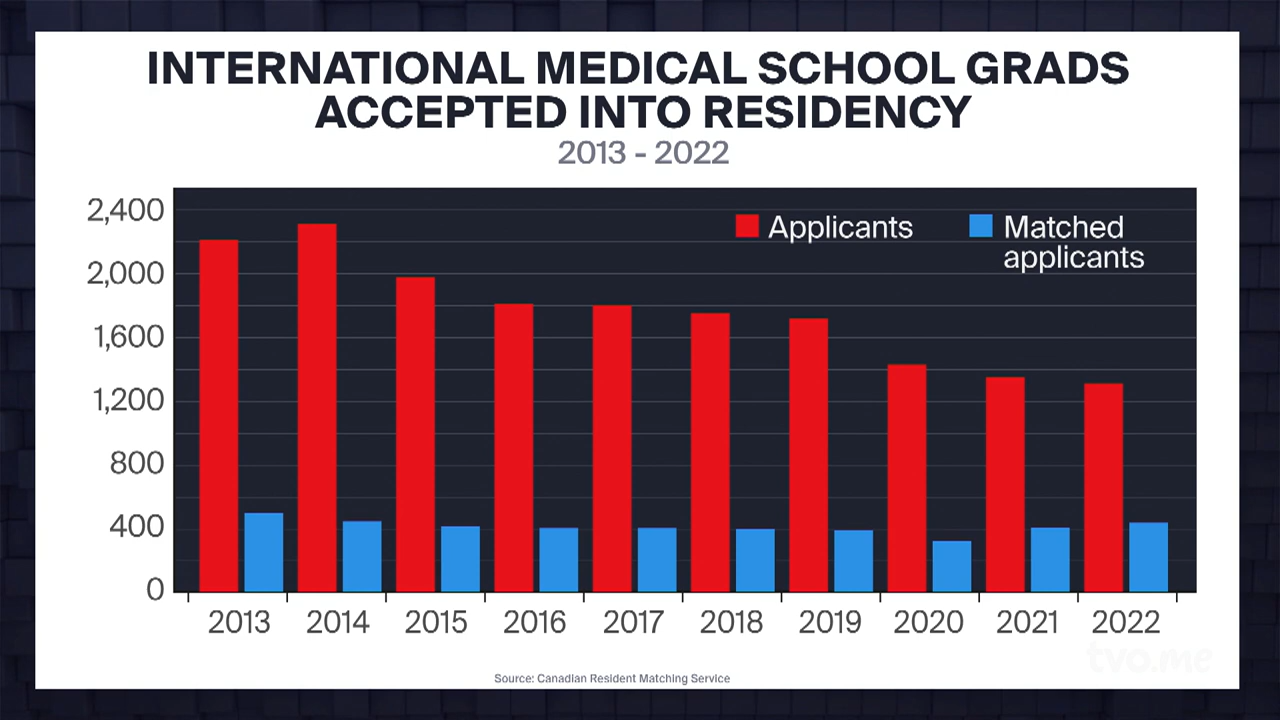 INTERNATIONAL MEDICAL SCHOOL GRADS
ACCEPTED INTO RESIDENCY
2013 - 2022
Applicants
Matched
applicants
2,400
2,000
1,600
1,200
800
400
0
2013 2014 2015 2016 2017 2018 2019 2020 2021 2022
tvo.me
Source: Canadian Resident Matching Service